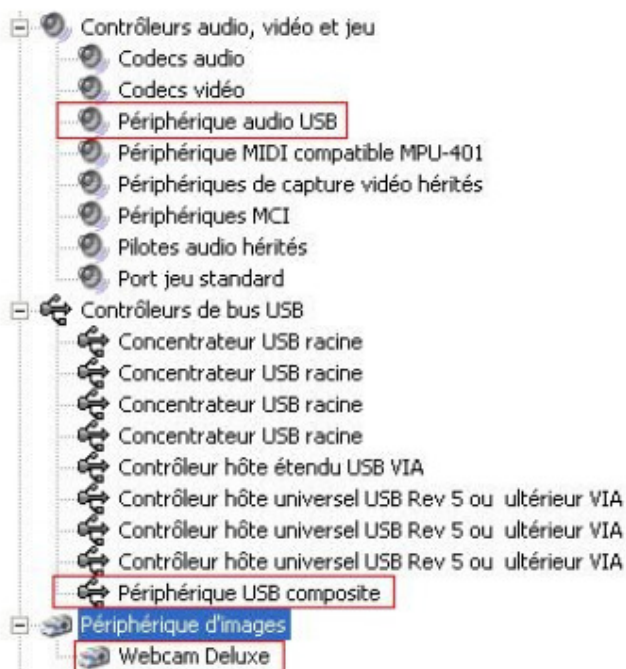 Contrôleurs audio, vidéo et jeu
Codecs audio
Codecs vidéo
Périphérique audio USB
Périphérique MIDI compatible MPU-401
Périphériques de capture vidéo hérités
Périphériques MCI
Pilotes audio hérités
Port jeu standard
Contrôleurs de bus USB
Concentrateur USB racine
Concentrateur USB racine
Concentrateur USB racine
Concentrateur USB racine
Contrôleur hôte étendu USB VIA
Contrôleur hôte universel USB Rev 5 ou ultérieur VIA
Contrôleur hôte universel USB Rev 5 ou ultérieur VIA
Contrôleur hôte universel USB Rev 5 ou ultérieur VIA
Périphérique USB composite
Périphérique d'images
Webcam Deluxe